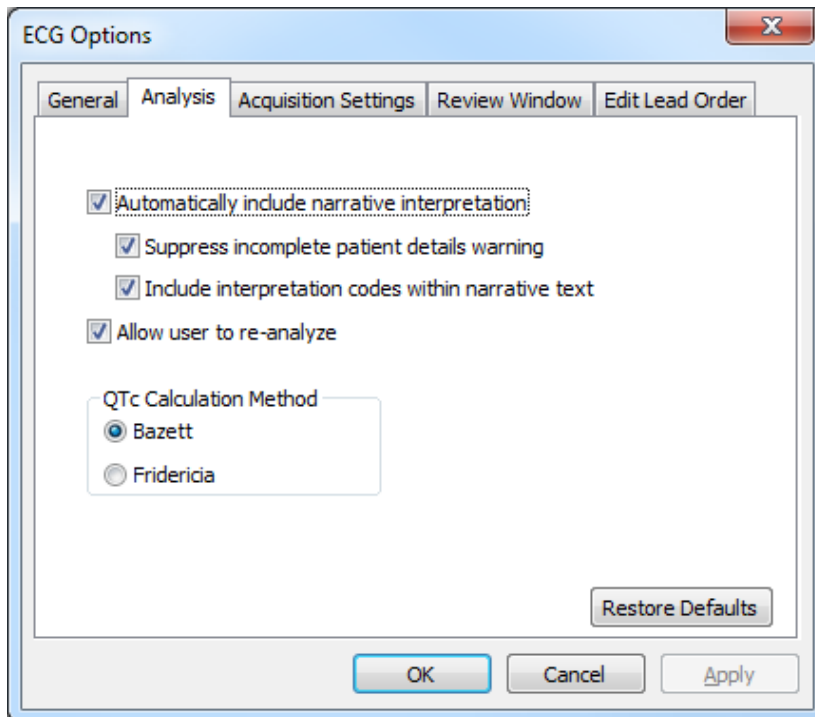 ECG Options
General Analysis Acquisition Settings Review Window Edit Lead Order
Automatically include narrative interpretation
Suppress incomplete patient details warning
Include interpretation codes within narrative text
Allow user to re-analyze
QTc Calculation Method
Bazett
Fridericia
Restore Defaults
OK Cancel Apply